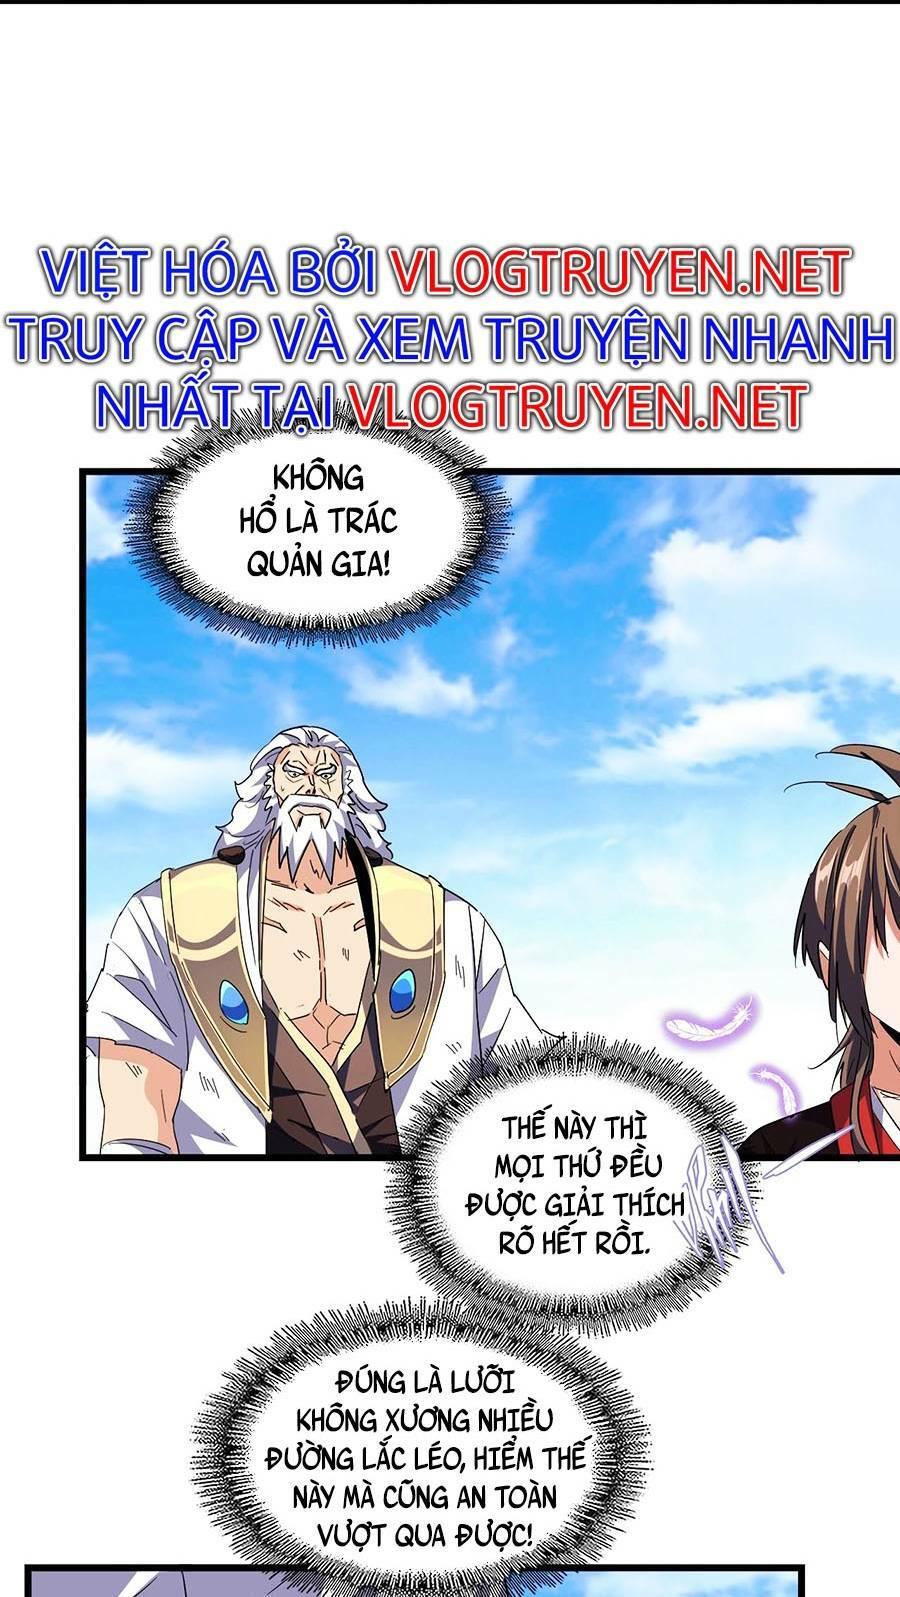 VIỆT HÓA BỞI VLOGTRUYEN.NET
TRUY CẬP VÀ XEM TRUYỆN NHANH
NHẤT TẠI VLOGTRUYEN.NET
KHÔNG
HỔ LÀ TRÁC
QUẢN GIA!
THẾ NÀY THÌ
MỌI THỨ ĐỀU
ĐƯỢC GIẢI THÍCH
RÕ HẾT RỒI.
ĐÚNG LÀ LƯỠI
KHÔNG XƯƠNG NHIỀU
ĐƯỜNG LẮC LÉO, HIỂM THẾ
NÀY MÀ CŨNG AN TOÀN
VƯỢT QUA ĐƯỢC!